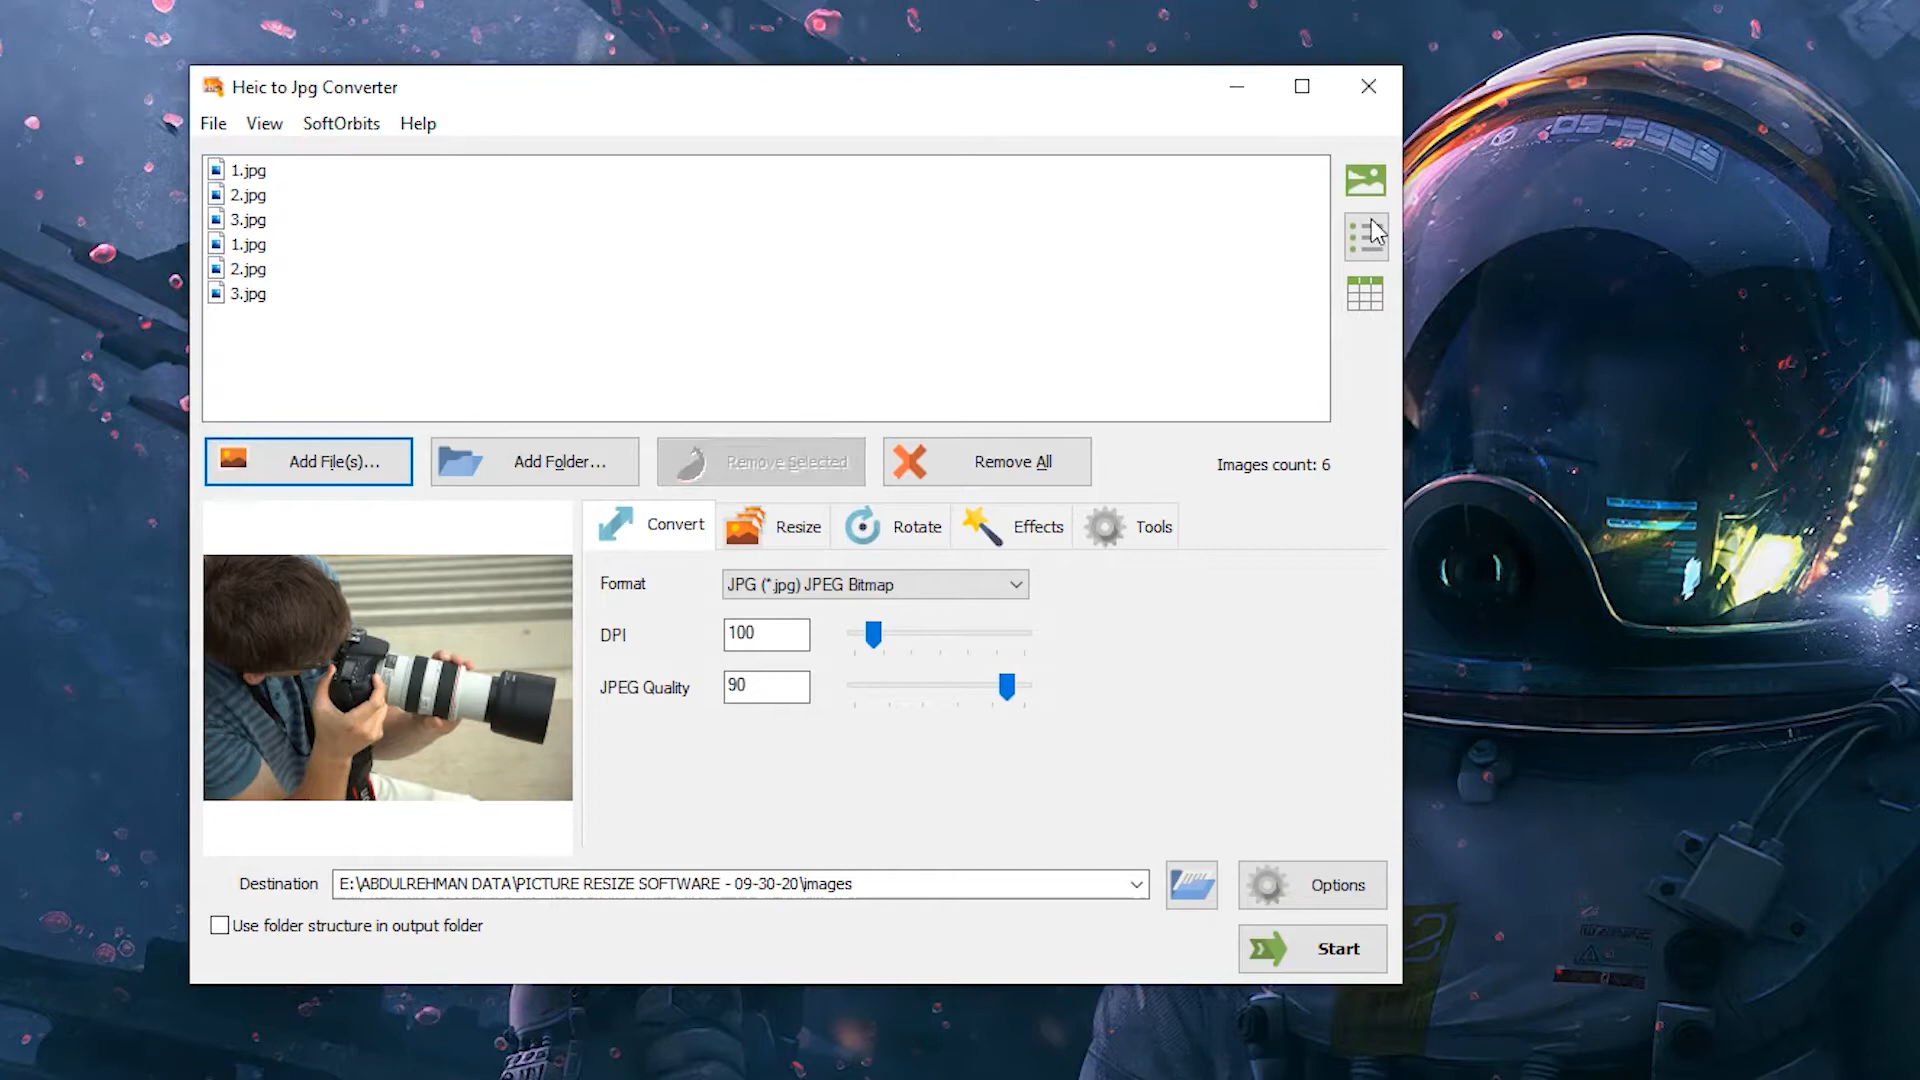 Heic to Jpg Converter
File View SoftOrbits Help
1.jpg
2.jpg
3.jpg
1.jpg
2.jpg
3.jpg
Add File(s)... Add Folder... Remove Selected Remove All Images count: 6
Convert Resize Rotate Effects Tools
Format JPG (*.jpg) JPEG Bitmap
DPI 100
JPEG Quality 90
Destination E:\ABDULREHMAN DATA\PICTURE RESIZE SOFTWARE - 09-30-20\images Options
Use folder structure in output folder
Start